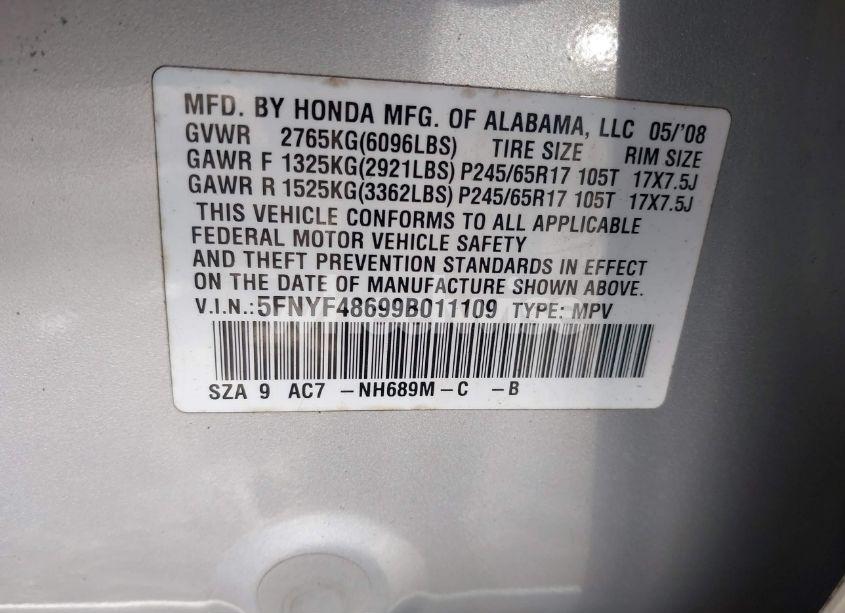 MFD. BY HONDA MFG. OF ALABAMA, LLC 05/'08
GVWR 2765KG(6096LBS) TIRE SIZE RIM SIZE
GAWR F 1325KG(2921LBS) P245/65R17 105T 17X7.5J
GAWR R 1525KG(3362LBS) P245/65R17 105T 17X7.5J
THIS VEHICLE CONFORMS TO ALL APPLICABLE
FEDERAL MOTOR VEHICLE SAFETY
AND THEFT PREVENTION STANDARDS IN EFFECT
ON THE DATE OF MANUFACTURE SHOWN ABOVE.
V.I.N.:5FNYF48699B011109 TYPE: MPV
SZA 9 AC7 -NH689M-C -B